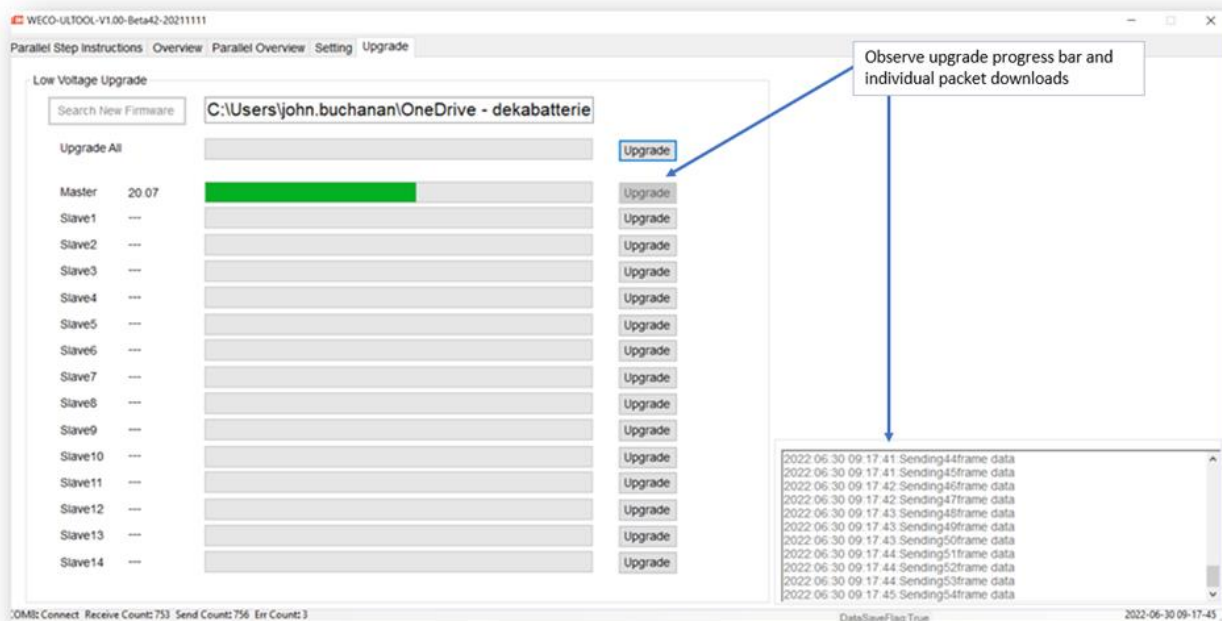 WECO-ULTOOL-V1.00-Beta42-20211111
Parallel Step Instructions Overview Parallel Overview Setting Upgrade
Observe upgrade progress bar and
individual packet downloads
Low Voltage Upgrade
Search New Firmware C:\Users\john.buchanan\OneDrive - dekabatterie
Upgrade All Upgrade
Master 20.07 Upgrade
Slave1 --- Upgrade
Slave2 --- Upgrade
Slave3 --- Upgrade
Slave4 --- Upgrade
Slave5 --- Upgrade
Slave6 --- Upgrade
Slave7 --- Upgrade
Slave8 --- Upgrade
Slave9 --- Upgrade
Slave10 --- Upgrade
Slave11 --- Upgrade
Slave12 --- Upgrade
Slave13 --- Upgrade
Slave14 --- Upgrade
2022:06:30 09:17:41:Sending44frame data
2022:06:30 09:17:41:Sending45frame data
2022:06:30 09:17:42:Sending46frame data
2022:06:30 09:17:42:Sending47frame data
2022:06:30 09:17:43:Sending48frame data
2022:06:30 09:17:43:Sending49frame data
2022:06:30 09:17:43:Sending50frame data
2022:06:30 09:17:44:Sending51frame data
2022:06:30 09:17:44:Sending52frame data
2022:06:30 09:17:44:Sending53frame data
2022:06:30 09:17:45:Sending54frame data
COM8: Connect Receive Count: 753 Send Count: 756 Err Count: 3 DataSaveFlag:True 2022-06-30 09-17-45